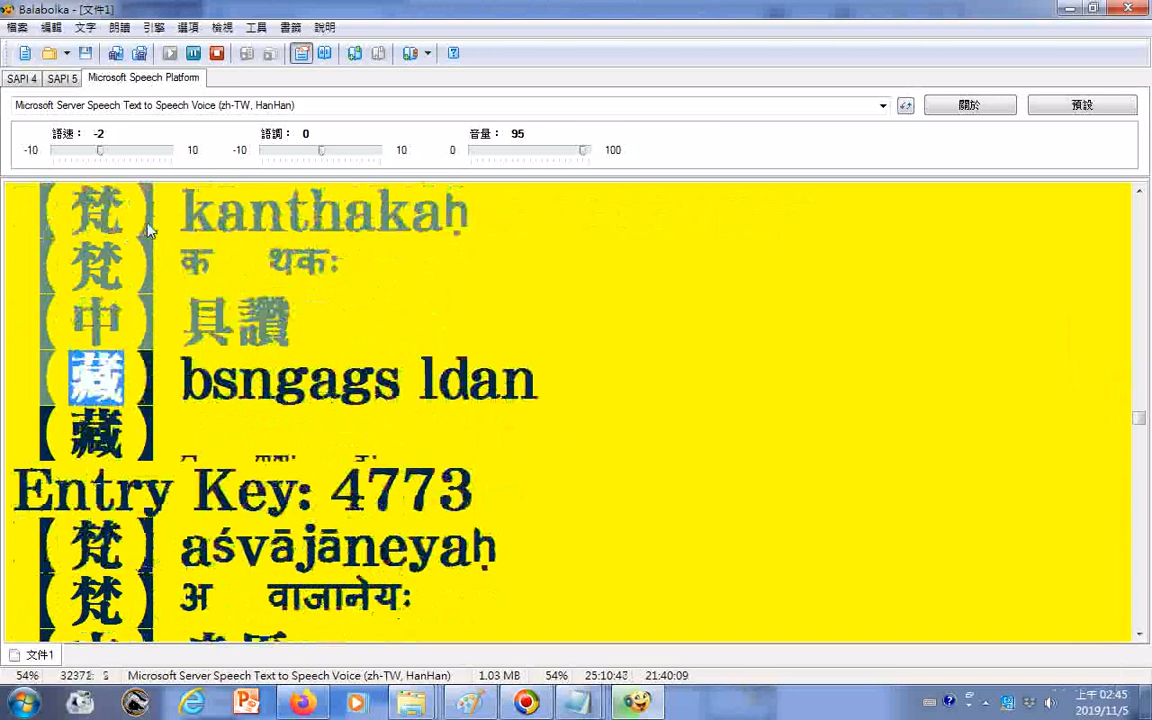 Balabolka - [文件1]
檔案 編輯 文字 朗讀 引擎 選項 檢視 工具 書籤 說明
SAPI 4 SAPI 5 Microsoft Speech Platform
Microsoft Server Speech Text to Speech Voice (zh-TW, HanHan) 關於 預設
語速： -2 語調： 0 音量： 95
-10 10 -10 10 0 100
【梵】 kanthakaḥ
【梵】 क थकः
【中】 具讚
【藏】 bsngags ldan
【藏】
Entry Key: 4773
【梵】 aśvājāneyaḥ
【梵】 अ वाजानेयः
文件1
54% Microsoft Server Speech Text to Speech Voice (zh-TW, HanHan) 1.03 MB 54% 25:10:43 21:40:09
上午 02:45
2019/11/5